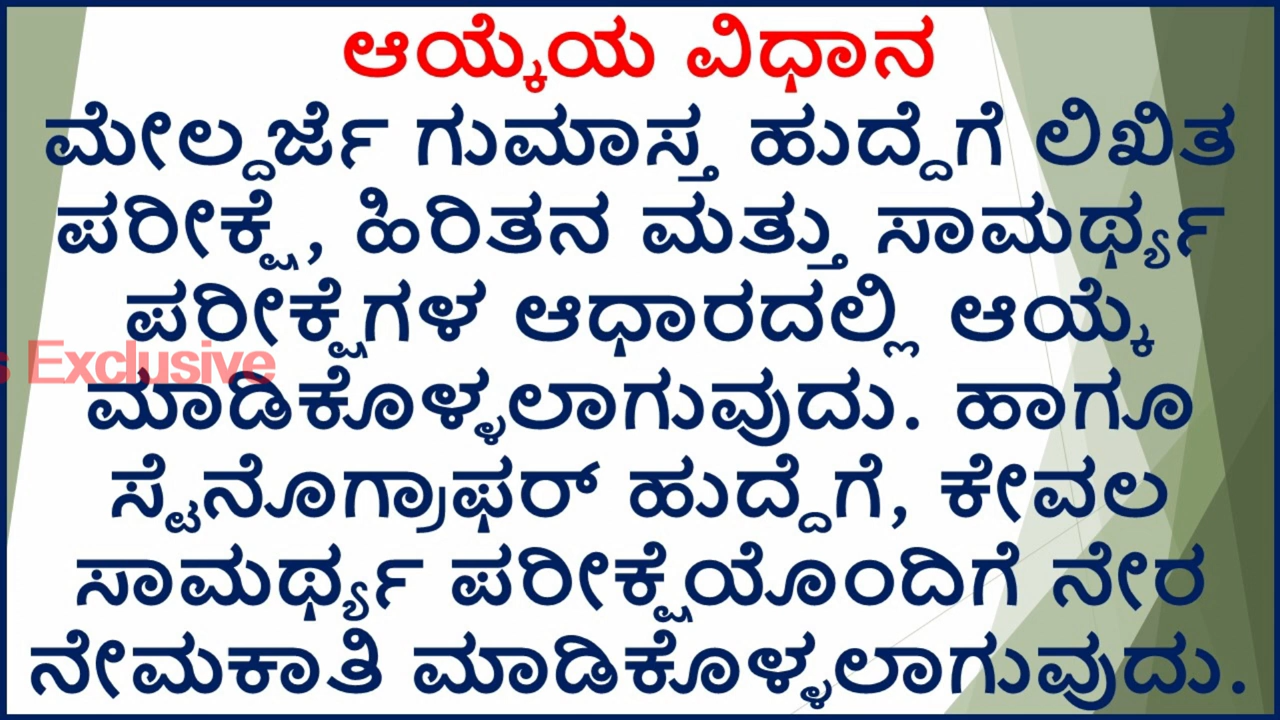 ಆಯ್ಕೆಯ ವಿಧಾನ
ಮೇಲ್ದರ್ಜೆ ಗುಮಾಸ್ತ ಹುದ್ದೆಗೆ ಲಿಖಿತ
ಪರೀಕ್ಷೆ, ಹಿರಿತನ ಮತ್ತು ಸಾಮರ್ಥ್ಯ
ಪರೀಕ್ಷೆಗಳ ಆಧಾರದಲ್ಲಿ ಆಯ್ಕೆ
s Exclusive
ಮಾಡಿಕೊಳ್ಳಲಾಗುವುದು. ಹಾಗೂ
ಸ್ಟೆನೊಗ್ರಾಫರ್ ಹುದ್ದೆಗೆ, ಕೇವಲ
ಸಾಮರ್ಥ್ಯ ಪರೀಕ್ಷೆಯೊಂದಿಗೆ ನೇರ
ನೇಮಕಾತಿ ಮಾಡಿಕೊಳ್ಳಲಾಗುವುದು.